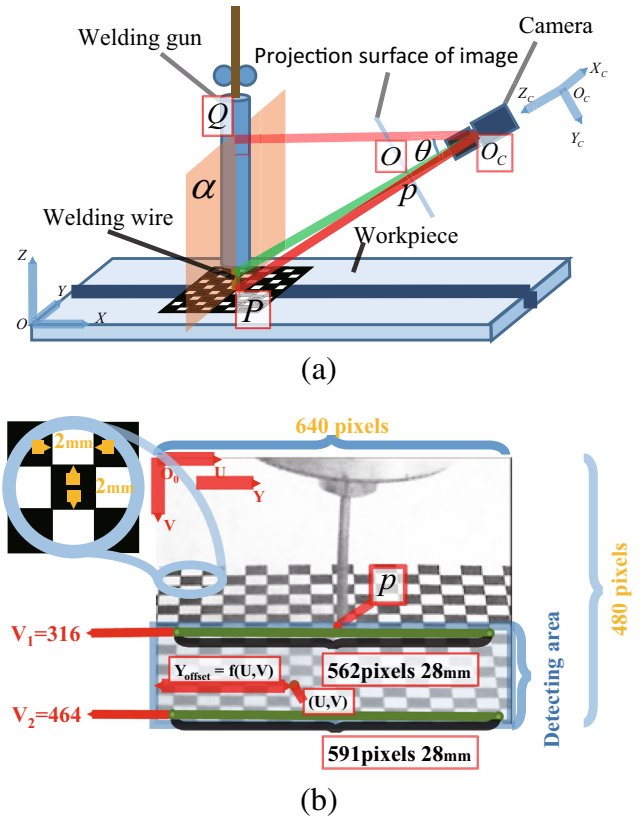 Welding gun
Camera
Projection surface of image
Q
X_C
Z_C
O_C
Y_C
O
θ
O_C
α
p
Welding wire
Workpiece
Z
Y
P
O
X
(a)
640 pixels
2mm
2mm
O_0
U
Y
V
p
480 pixels
V_1=316
562pixels 28mm
Y_offset = f(U,V)
(U,V)
Detecting area
V_2=464
591pixels 28mm
(b)